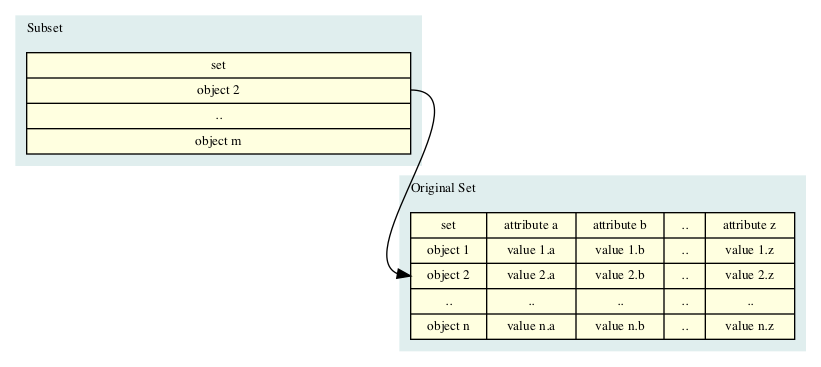 Subset
set
object 2
..
object m
Original Set
set attribute a attribute b .. attribute z
object 1 value 1.a value 1.b .. value 1.z
object 2 value 2.a value 2.b .. value 2.z
.. .. .. .. ..
object n value n.a value n.b .. value n.z